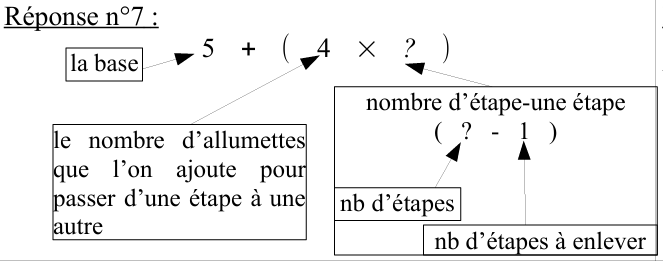 Réponse n°7 :
5 + ( 4 × ? )
la base
nombre d'étape-une étape
( ? - 1 )
le nombre d'allumettes
que l'on ajoute pour
passer d'une étape à une
autre
nb d'étapes
nb d'étapes à enlever